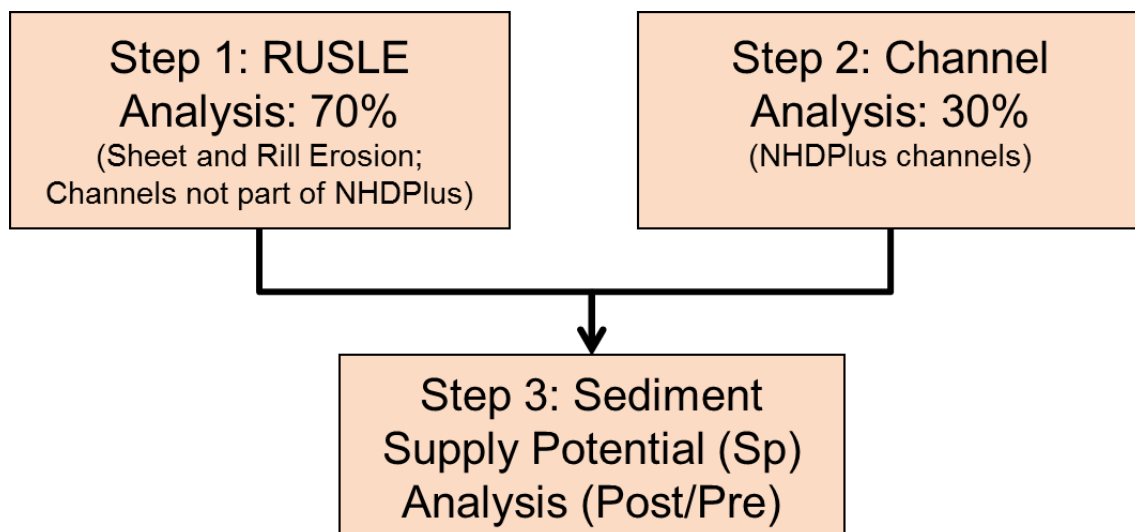 Step 1: RUSLE
Analysis: 70%
(Sheet and Rill Erosion;
Channels not part of NHDPlus)
Step 2: Channel
Analysis: 30%
(NHDPlus channels)
Step 3: Sediment
Supply Potential (Sp)
Analysis (Post/Pre)